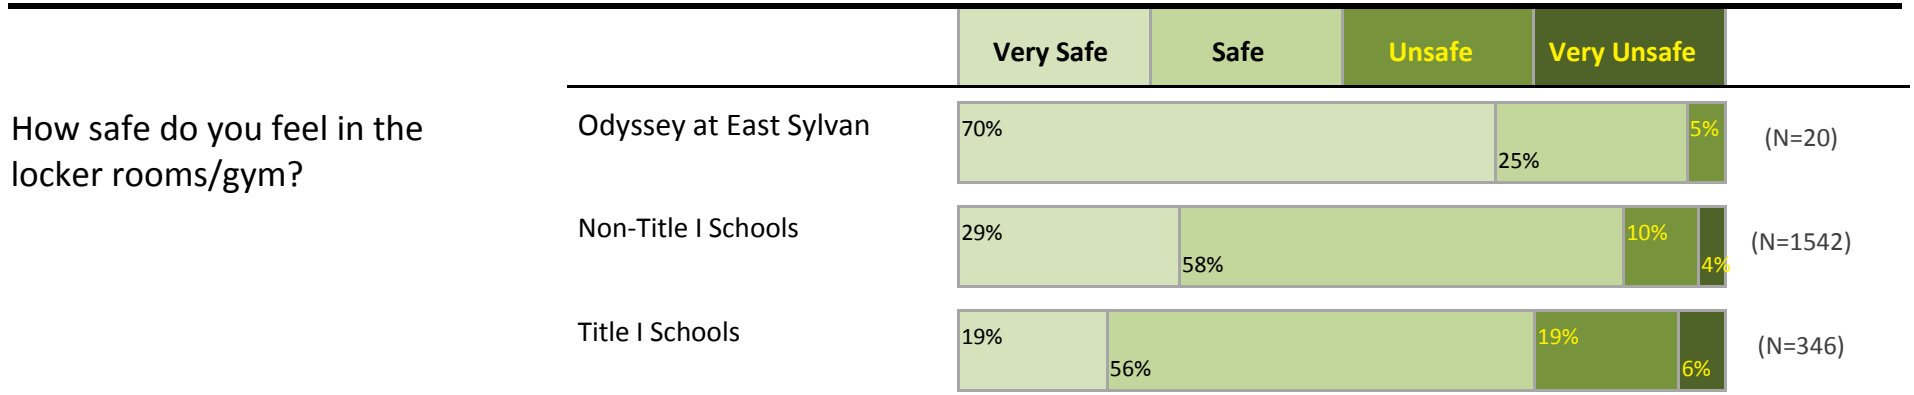 Very Safe Safe Unsafe Very Unsafe
How safe do you feel in the
locker rooms/gym?
Odyssey at East Sylvan 70% 25% 5% (N=20)
Non-Title I Schools 29% 58% 10% 4% (N=1542)
Title I Schools 19% 56% 19% 6% (N=346)